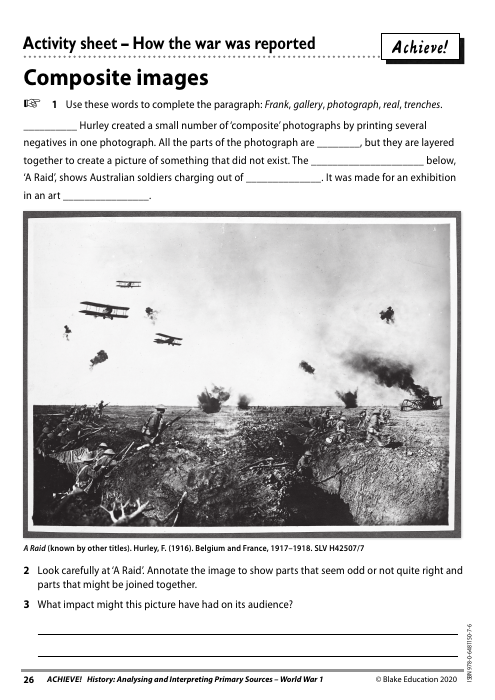 Activity sheet – How the war was reported
Achieve!
Composite images
1 Use these words to complete the paragraph: Frank, gallery, photograph, real, trenches.
__________ Hurley created a small number of 'composite' photographs by printing several
negatives in one photograph. All the parts of the photograph are ________, but they are layered
together to create a picture of something that did not exist. The _____________________ below,
'A Raid', shows Australian soldiers charging out of ______________. It was made for an exhibition
in an art ________________.
A Raid (known by other titles). Hurley, F. (1916). Belgium and France, 1917–1918. SLV H42507/7
2 Look carefully at 'A Raid'. Annotate the image to show parts that seem odd or not quite right and
parts that might be joined together.
3 What impact might this picture have had on its audience?
ISBN 978-0-6481150-7-6
26 ACHIEVE! History: Analysing and Interpreting Primary Sources – World War 1 © Blake Education 2020